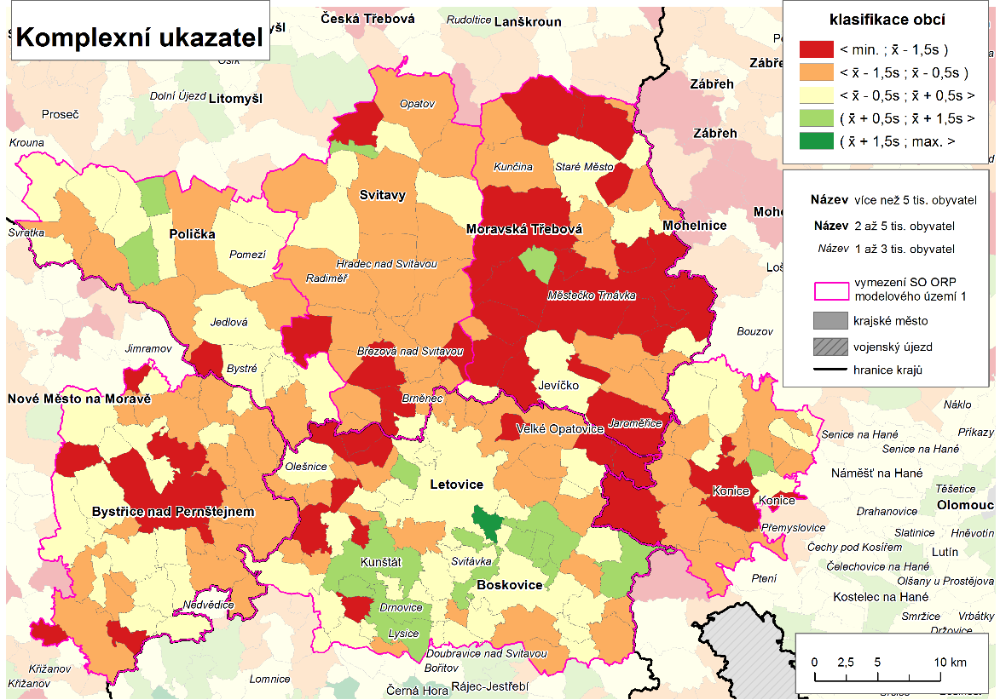 Komplexní ukazatel
Česká Třebová
Rudoltice
Lanškroun
klasifikace obcí
< min. ; x̄ - 1,5s )
< x̄ - 1,5s ; x̄ - 0,5s )
< x̄ - 0,5s ; x̄ + 0,5s >
( x̄ + 0,5s ; x̄ + 1,5s >
( x̄ + 1,5s ; max. >
Zábřeh
Dolní Újezd
Litomyšl
Opatov
Proseč
Zábřeh
Krouna
Kunčina
Staré Město
Název více než 5 tis. obyvatel
Název 2 až 5 tis. obyvatel
Název 1 až 3 tis. obyvatel
vymezení SO ORP
modelového území 1
krajské město
vojenský újezd
hranice krajů
Svitavy
Svratka
Polička
Moravská Třebová
Mohelnice
Pomezí
Hradec nad Svitavou
Radiměř
Městečko Trnávka
Jedlová
Bouzov
Jimramov
Březová nad Svitavou
Bystré
Jevíčko
Nové Město na Moravě
Brněnec
Náklo
Velké Opatovice
Jaroměřice
Senice na Hané
Příkazy
Senice na Hané
Olešnice
Letovice
Náměšť na Hané
Konice
Konice
Těšetice
Olomouc
Bystřice nad Pernštejnem
Drahanovice
Přemyslovice
Slatinice
Hněvotín
Čechy pod Kosířem
Lutín
Kunštát
Svitávka
Čelechovice na Hané
Ptení
Olšany u Prostějova
Boskovice
Kostelec na Hané
Nedvědice
Drnovice
Smržice
Vrbátky
Lysice
Držovice
Doubravice nad Svitavou
Křižanov
Bořitov
Křižanov
Lomnice
Černá Hora
Rájec-Jestřebí
0 2,5 5 10 km